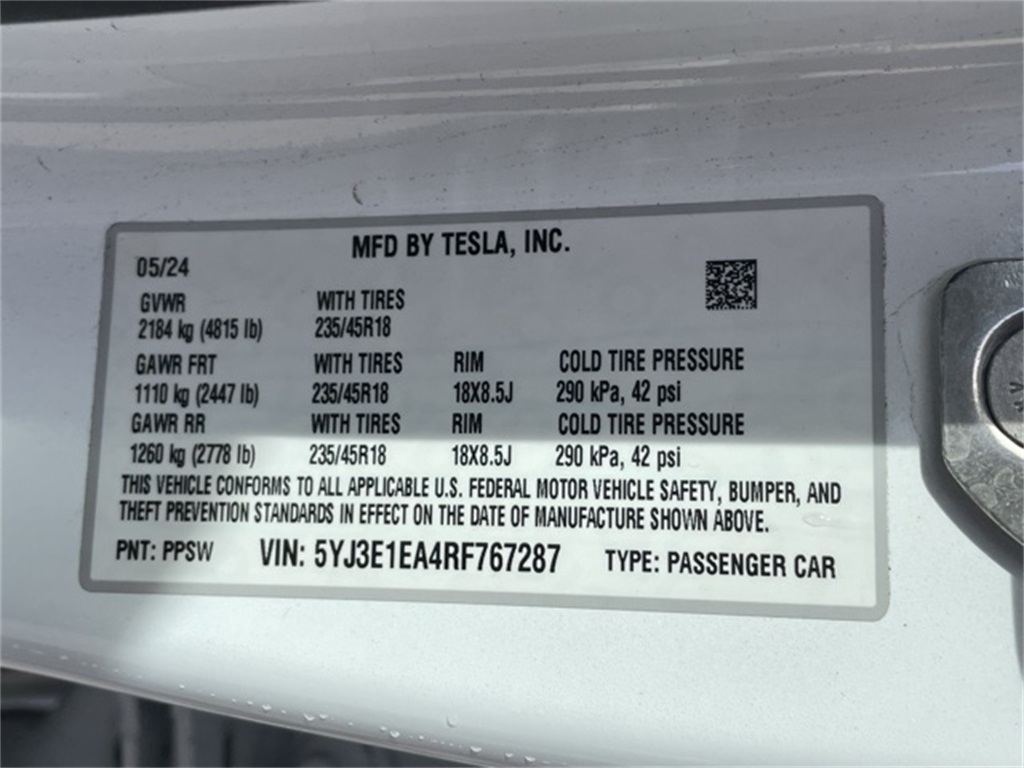 MFD BY TESLA, INC.
05/24
GVWR WITH TIRES
2184 kg (4815 lb) 235/45R18
GAWR FRT WITH TIRES RIM COLD TIRE PRESSURE
1110 kg (2447 lb) 235/45R18 18X8.5J 290 kPa, 42 psi
GAWR RR WITH TIRES RIM COLD TIRE PRESSURE
1260 kg (2778 lb) 235/45R18 18X8.5J 290 kPa, 42 psi
THIS VEHICLE CONFORMS TO ALL APPLICABLE U.S. FEDERAL MOTOR VEHICLE SAFETY, BUMPER, AND
THEFT PREVENTION STANDARDS IN EFFECT ON THE DATE OF MANUFACTURE SHOWN ABOVE.
PNT: PPSW VIN: 5YJ3E1EA4RF767287 TYPE: PASSENGER CAR